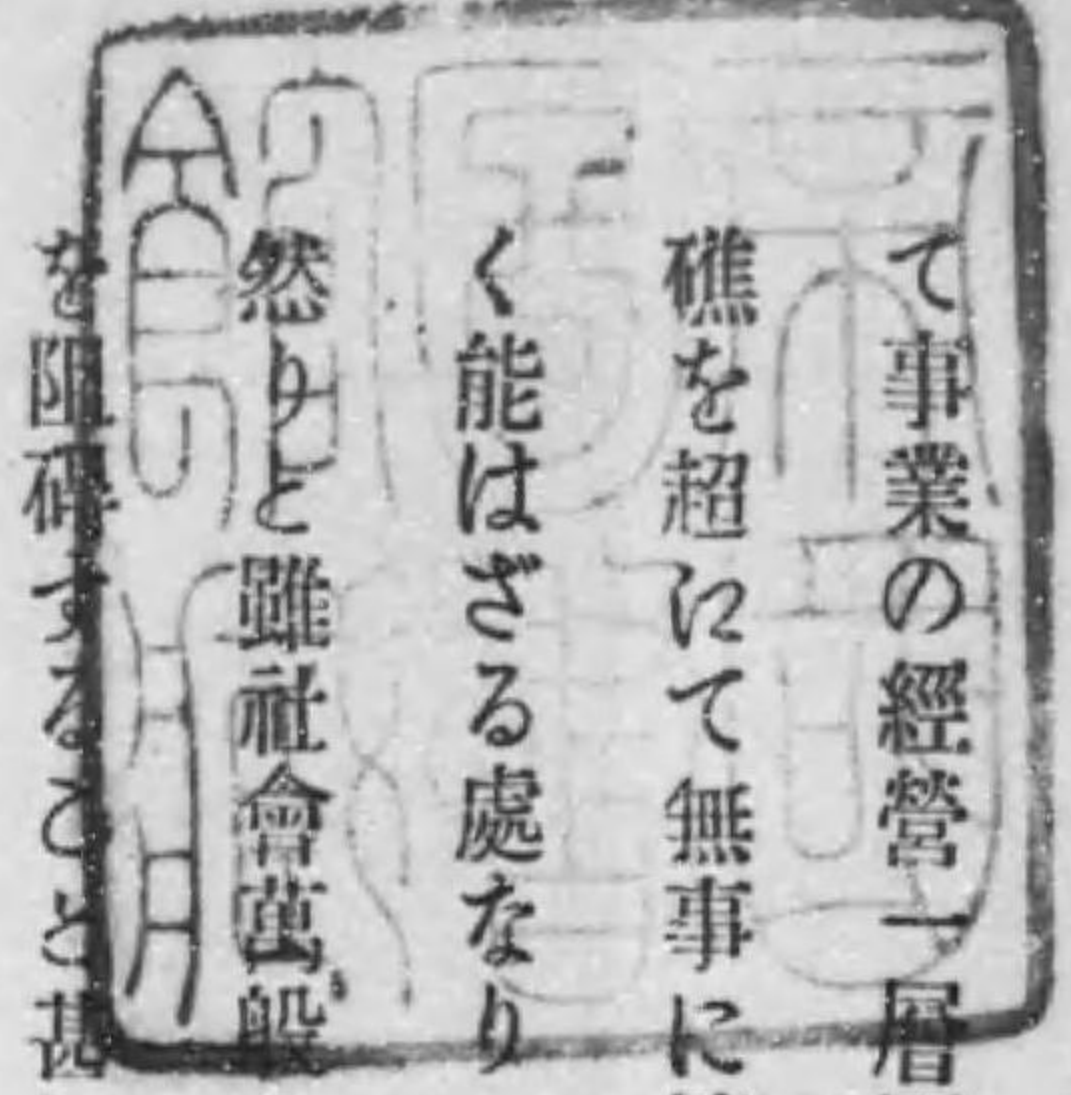 て事業の經營一層
礁を超にて無事に
く能はざる處なり
然りと雖社會萬般
を阻碍すること甚